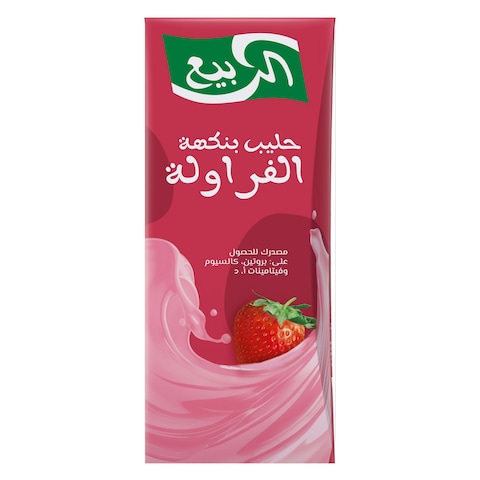 الربيع
حليب بنكهة
الفراولة
مصدرك للحصول
على: بروتين، كالسيوم
وفيتامينات أ، د